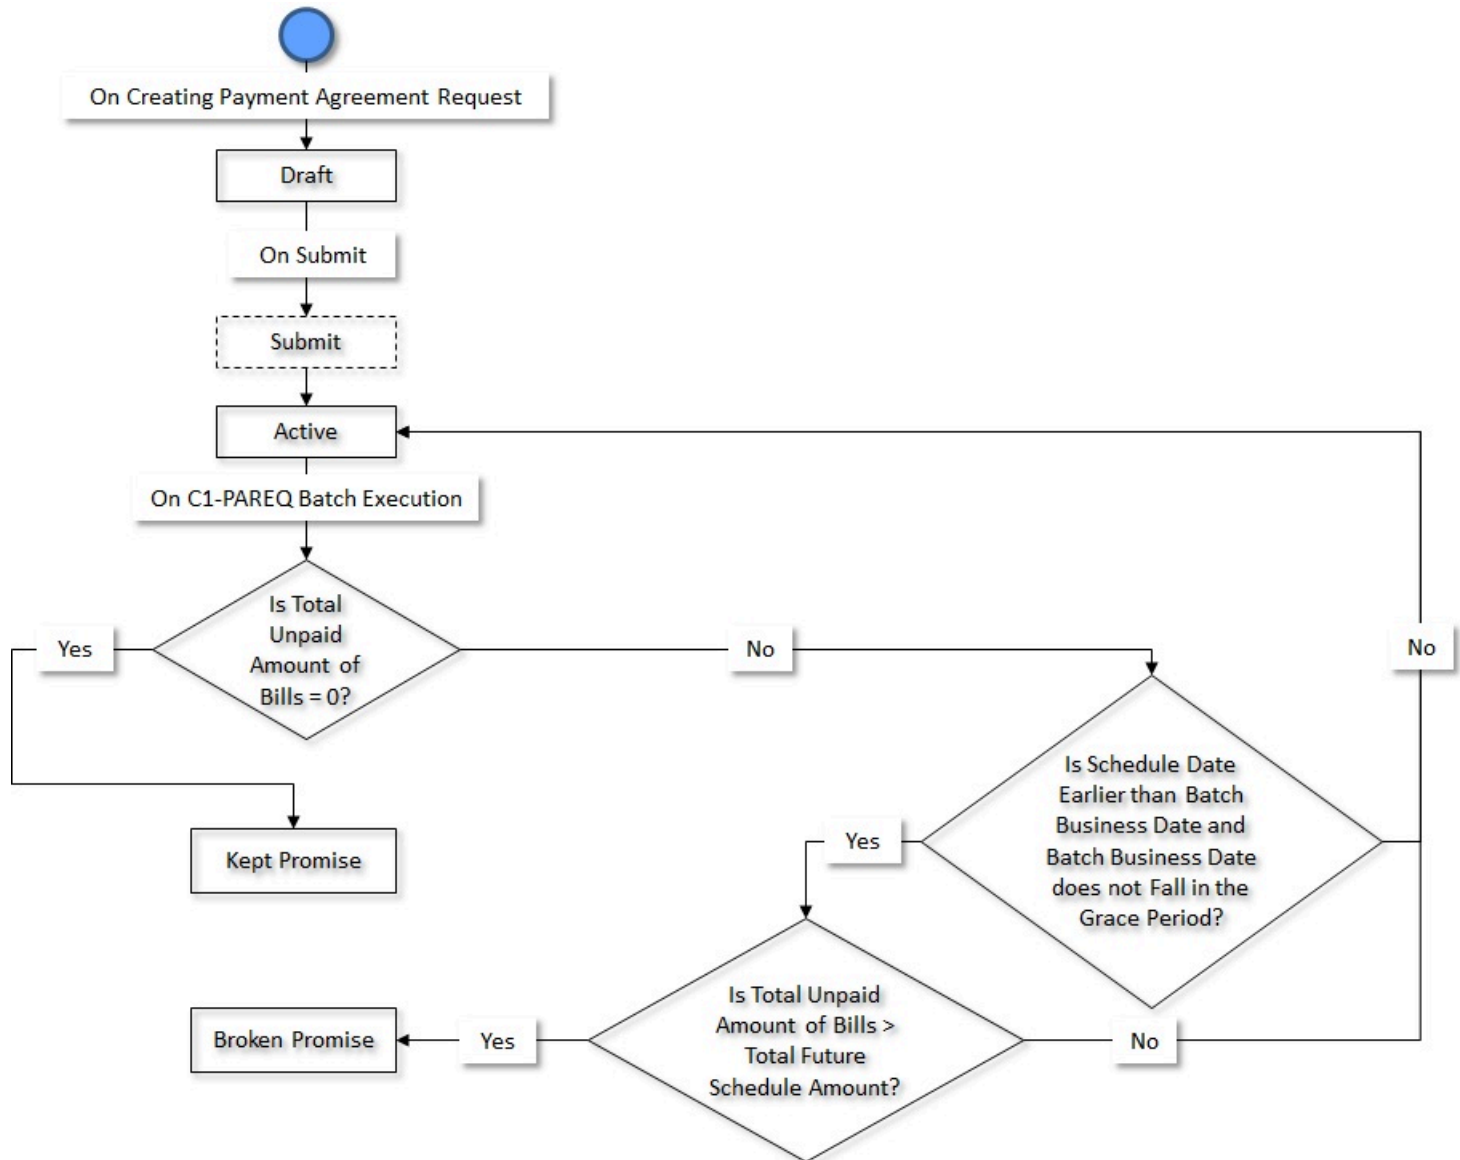 On Creating Payment Agreement Request
Draft
On Submit
Submit
Active
On C1-PAREQ Batch Execution
Is Total
Unpaid
Amount of
Bills = 0?
Yes
No
No
Kept Promise
Is Schedule Date
Earlier than Batch
Business Date and
Batch Business Date
does not Fall in the
Grace Period?
Yes
Is Total Unpaid
Amount of Bills >
Total Future
Schedule Amount?
Yes
No
Broken Promise